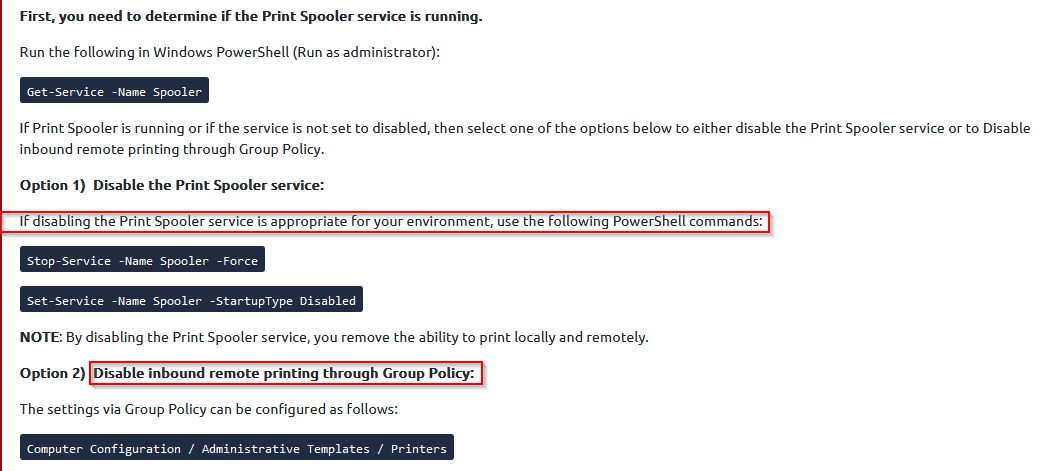 First, you need to determine if the Print Spooler service is running.
Run the following in Windows PowerShell (Run as administrator):
Get-Service -Name Spooler
If Print Spooler is running or if the service is not set to disabled, then select one of the options below to either disable the Print Spooler service or to Disable
inbound remote printing through Group Policy.
Option 1)  Disable the Print Spooler service:
If disabling the Print Spooler service is appropriate for your environment, use the following PowerShell commands:
Stop-Service -Name Spooler -Force
Set-Service -Name Spooler -StartupType Disabled
NOTE: By disabling the Print Spooler service, you remove the ability to print locally and remotely.
Option 2) Disable inbound remote printing through Group Policy:
The settings via Group Policy can be configured as follows:
Computer Configuration / Administrative Templates / Printers